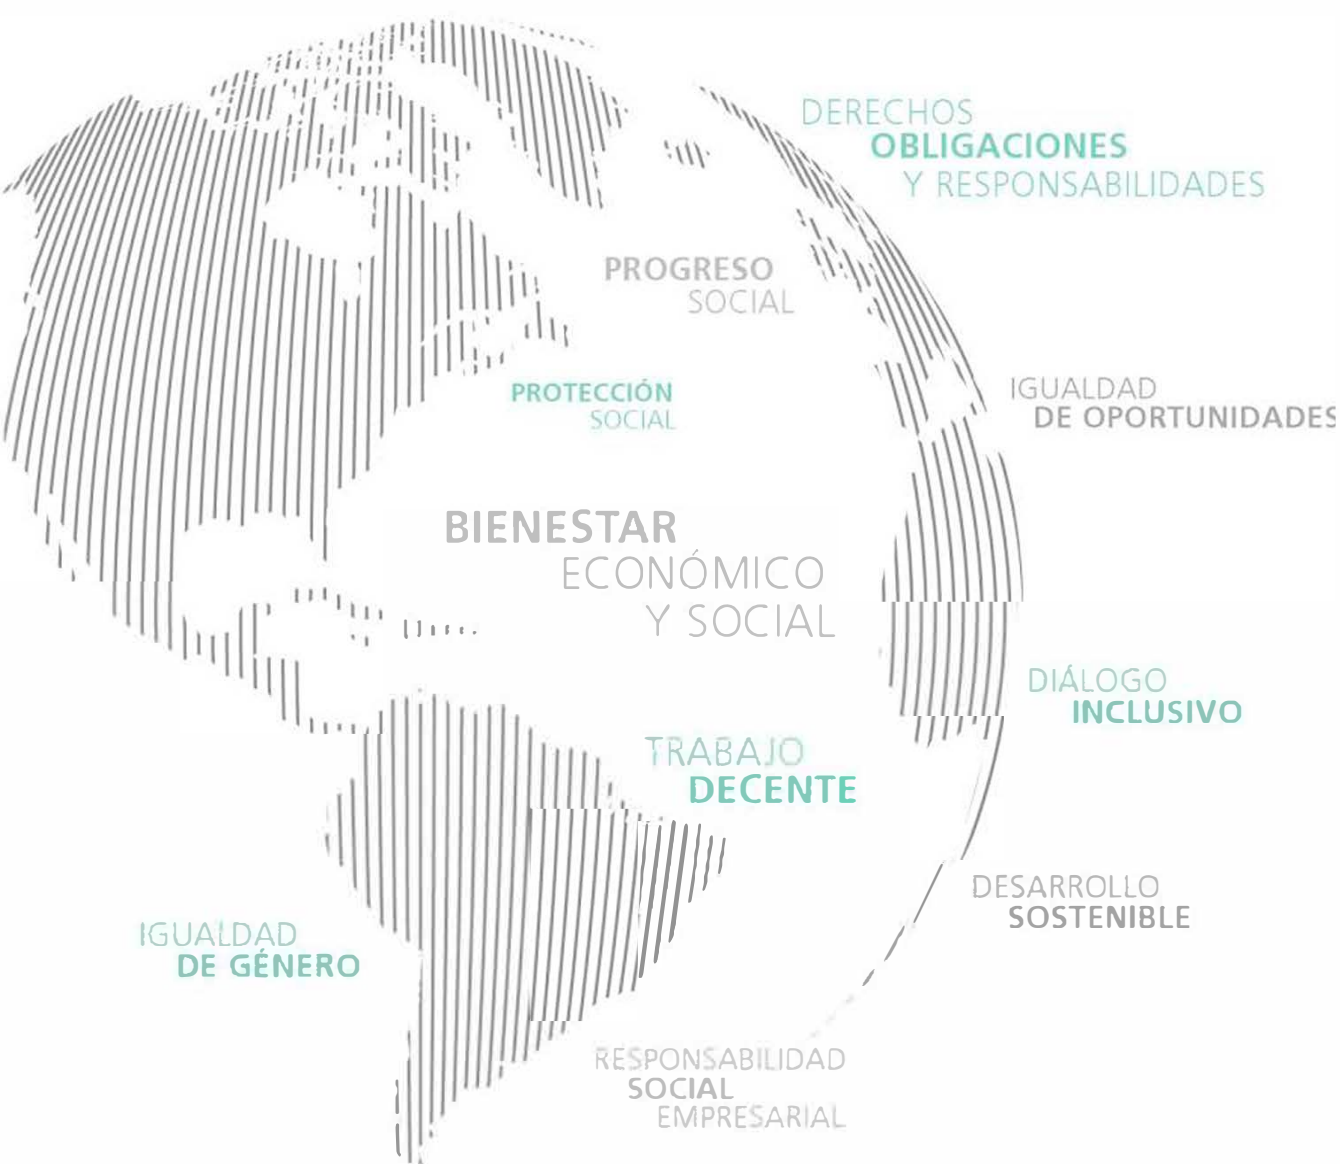 DERECHOS
OBLIGACIONES
Y RESPONSABILIDADES
PROGRESO
SOCIAL
PROTECCIÓN
SOCIAL
IGUALDAD
DE OPORTUNIDADES
BIENESTAR
ECONÓMICO
Y SOCIAL
DIÁLOGO
INCLUSIVO
TRABAJO
DECENTE
DESARROLLO
SOSTENIBLE
IGUALDAD
DE GÉNERO
RESPONSABILIDAD
SOCIAL
EMPRESARIAL